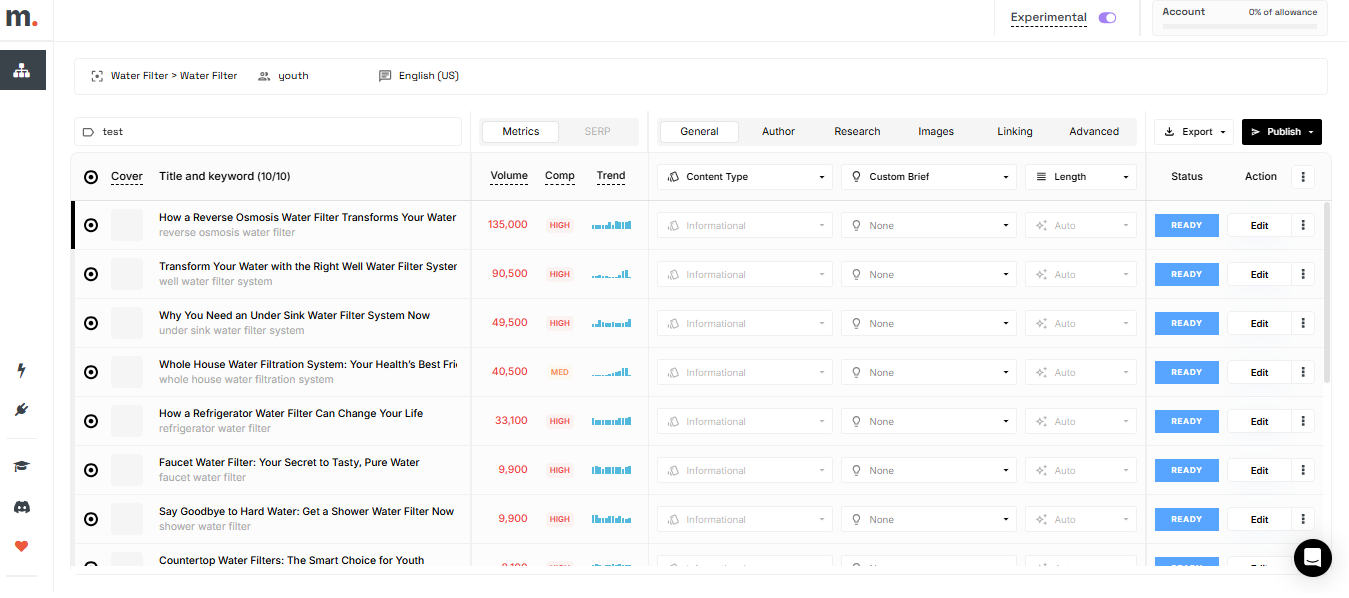 m.
Experimental
Account 0% of allowance
Water Filter > Water Filter youth English (US)
test Metrics SERP General Author Research Images Linking Advanced Export Publish
Cover Title and keyword (10/10) Volume Comp Trend Content Type Custom Brief Length Status Action
How a Reverse Osmosis Water Filter Transforms Your Water
reverse osmosis water filter
135,000 HIGH Informational None Auto READY Edit
Transform Your Water with the Right Well Water Filter System
well water filter system
90,500 HIGH Informational None Auto READY Edit
Why You Need an Under Sink Water Filter System Now
under sink water filter system
49,500 HIGH Informational None Auto READY Edit
Whole House Water Filtration System: Your Health's Best Frie
whole house water filtration system
40,500 MED Informational None Auto READY Edit
How a Refrigerator Water Filter Can Change Your Life
refrigerator water filter
33,100 HIGH Informational None Auto READY Edit
Faucet Water Filter: Your Secret to Tasty, Pure Water
faucet water filter
9,900 HIGH Informational None Auto READY Edit
Say Goodbye to Hard Water: Get a Shower Water Filter Now
shower water filter
9,900 HIGH Informational None Auto READY Edit
Countertop Water Filters: The Smart Choice for Youth